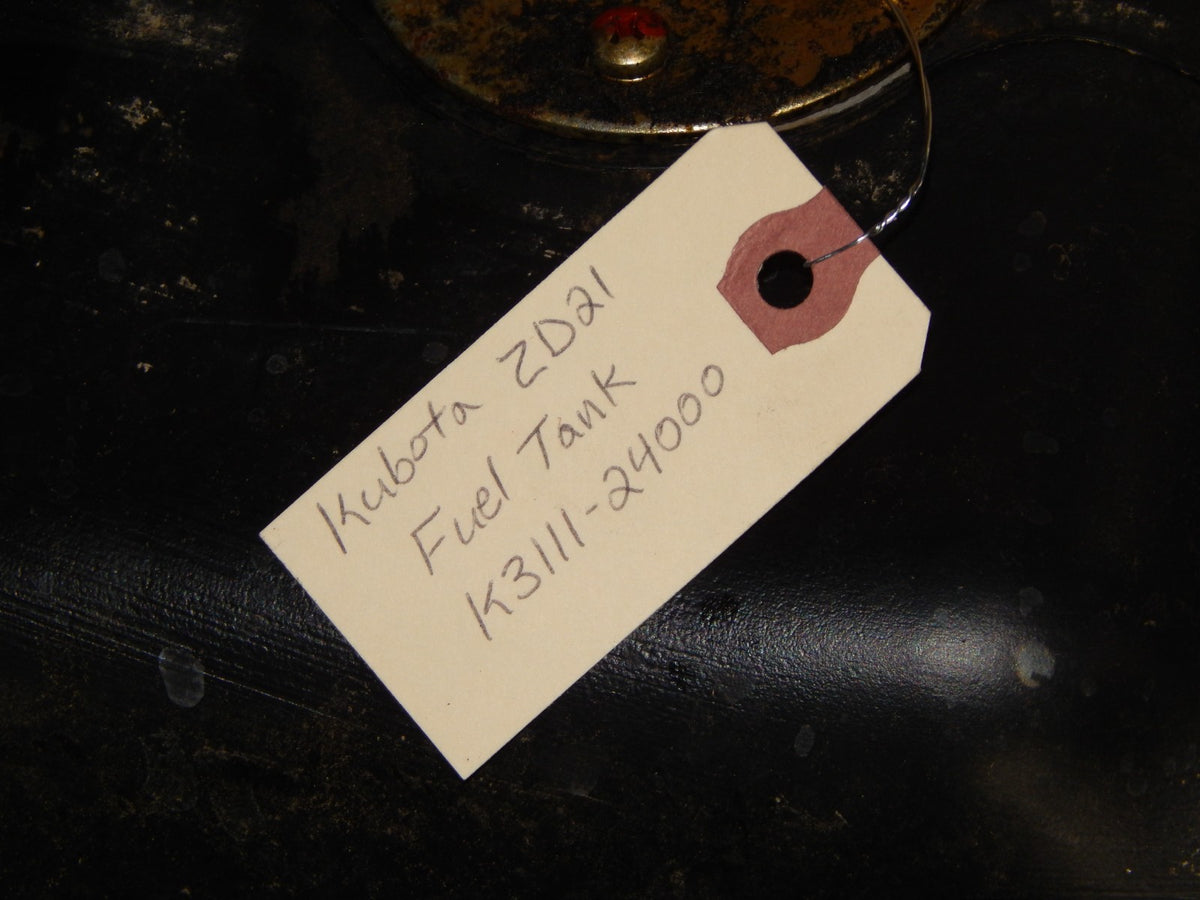 Kubota ZD21
Fuel Tank
K3111-24000